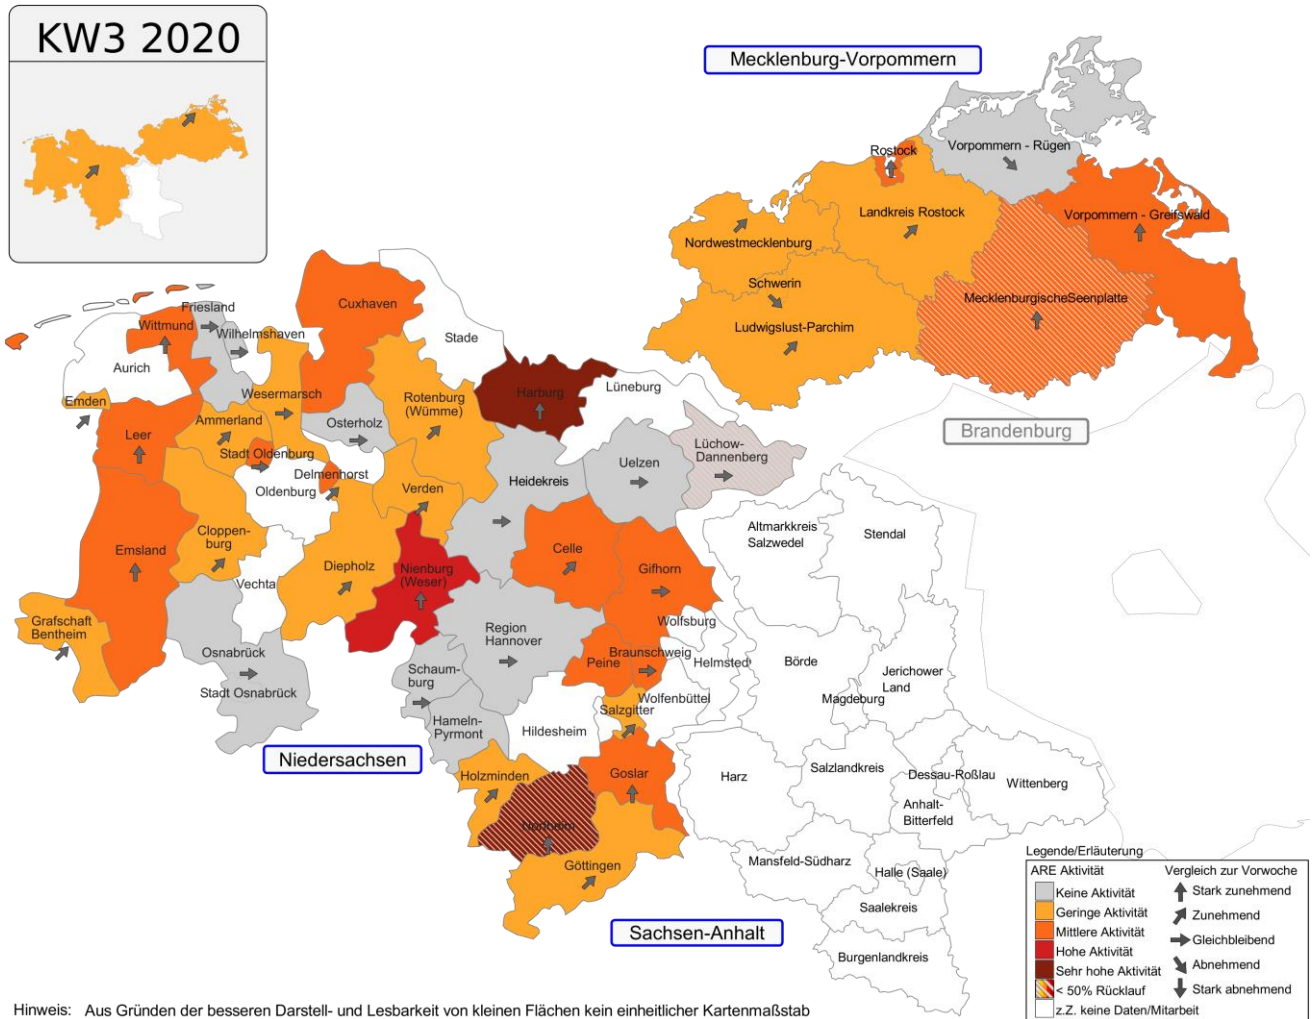 KW3 2020
Mecklenburg-Vorpommern
Rostock
Vorpommern - Rügen
Landkreis Rostock
Vorpommern - Greifswald
Nordwestmecklenburg
Schwerin
MecklenburgischeSeenplatte
Ludwigslust-Parchim
Brandenburg
Friesland
Wittmund
Wilhelmshaven
Cuxhaven
Stade
Aurich
Emden
Wesermarsch
Rotenburg
(Wümme)
Harburg
Lüneburg
Leer
Ammerland
Osterholz
Stadt Oldenburg
Delmenhorst
Oldenburg
Verden
Heidekreis
Uelzen
Lüchow-
Dannenberg
Cloppen-
burg
Emsland
Vechta
Diepholz
Nienburg
(Weser)
Celle
Gifhorn
Altmarkkreis
Salzwedel
Stendal
Grafschaft
Bentheim
Osnabrück
Stadt Osnabrück
Region
Hannover
Schaum-
burg
Hameln-
Pyrmont
Peine
Braunschweig
Wolfsburg
Helmsted
Wolfenbüttel
Salzgitter
Hildesheim
Börde
Magdeburg
Jerichower
Land
Niedersachsen
Holzminden
Goslar
Northeim
Göttingen
Harz
Salzlandkreis
Dessau-Roßlau
Wittenberg
Anhalt-
Bitterfeld
Mansfeld-Südharz
Halle (Saale)
Saalekreis
Burgenlandkreis
Sachsen-Anhalt
Legende/Erläuterung
ARE Aktivität
Keine Aktivität
Geringe Aktivität
Mittlere Aktivität
Hohe Aktivität
Sehr hohe Aktivität
< 50% Rücklauf
z.Z. keine Daten/Mitarbeit
Vergleich zur Vorwoche
Stark zunehmend
Zunehmend
Gleichbleibend
Abnehmend
Stark abnehmend
Hinweis: Aus Gründen der besseren Darstell- und Lesbarkeit von kleinen Flächen kein einheitlicher Kartenmaßstab